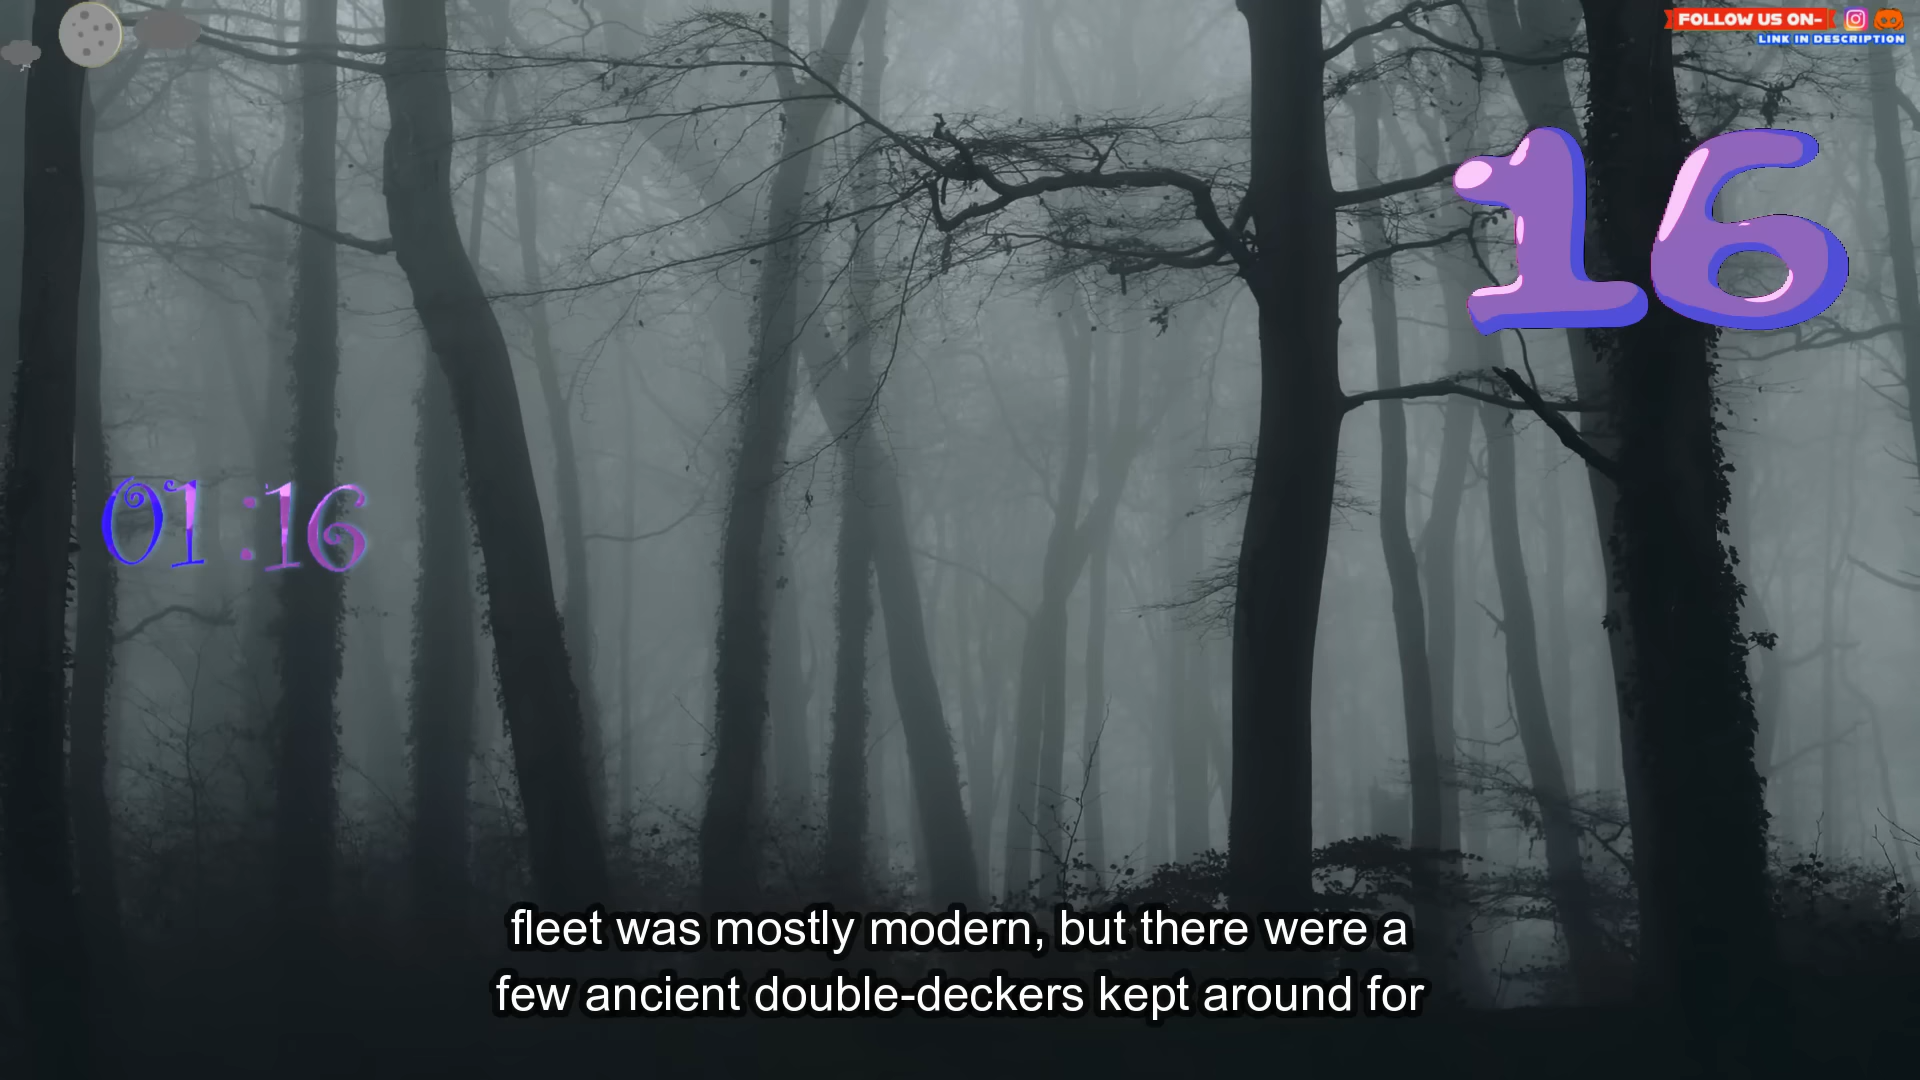 FOLLOW US ON-
LINK IN DESCRIPTION
16
01:16
fleet was mostly modern, but there were a
few ancient double-deckers kept around for